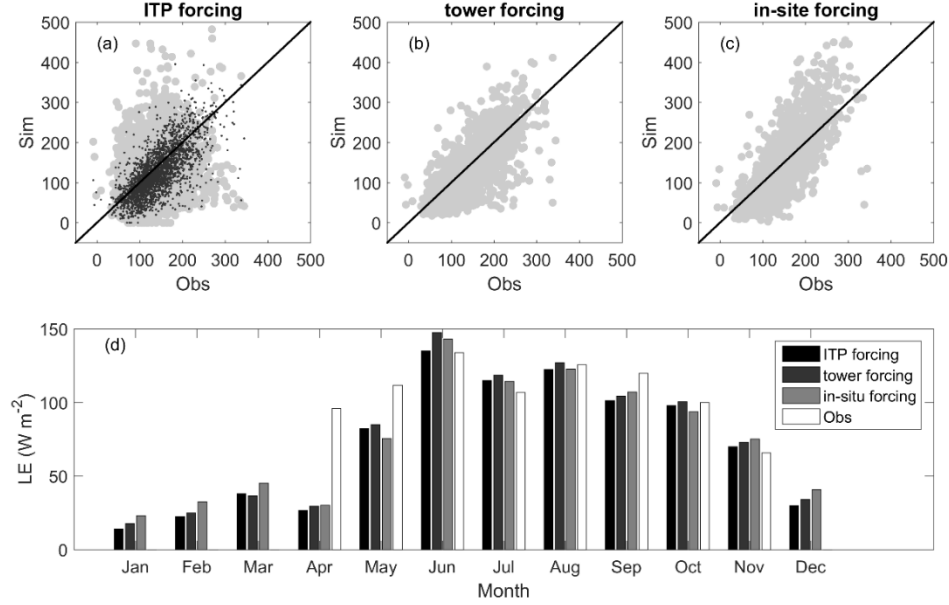 ITP forcing
tower forcing
in-site forcing
(a)
500
400
300
200
100
0
Sim
0 100 200 300 400 500
Obs
(b)
500
400
300
200
100
0
Sim
0 100 200 300 400 500
Obs
(c)
500
400
300
200
100
0
Sim
0 100 200 300 400 500
Obs
(d)
150
100
50
0
LE (W m-2)
ITP forcing
tower forcing
in-situ forcing
Obs
Jan Feb Mar Apr May Jun Jul Aug Sep Oct Nov Dec
Month